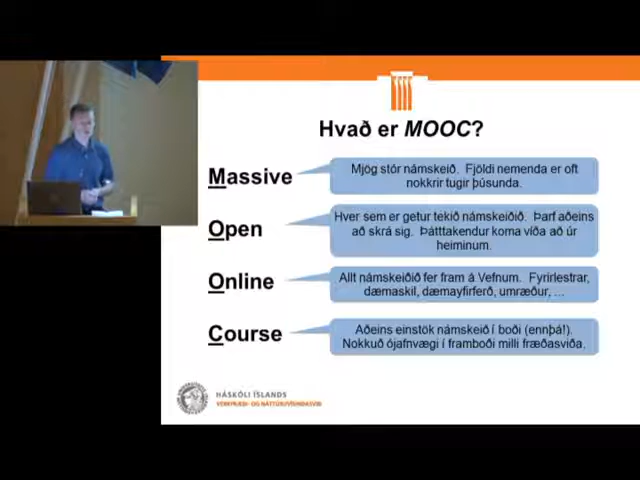 Hvað er MOOC?
Massive
Mjög stór námskeið. Fjöldi nemenda er oft
nokkrir tugir þúsunda.
Open
Hver sem er getur tekið námskeiðið. Þarf aðeins
að skrá sig. Þátttakendur koma víða að úr
heiminum.
Online
Allt námskeiðið fer fram á Vefnum. Fyrirlestrar,
dæmaskil, dæmayfirferð, umræður, ...
Course
Aðeins einstök námskeið í boði (ennþá!).
Nokkuð ójafnvægi í framboði milli fræðasviða.
HÁSKÓLI ÍSLANDS
VERKFRÆÐI- OG NÁTTÚRUVÍSINDASVIÐ